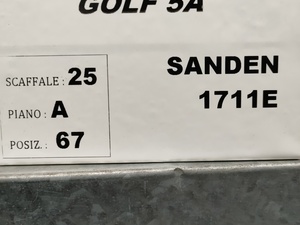 GOLF 5A
SANDEN
1711E
SCAFFALE : 25
PIANO : A
POSIZ. : 67